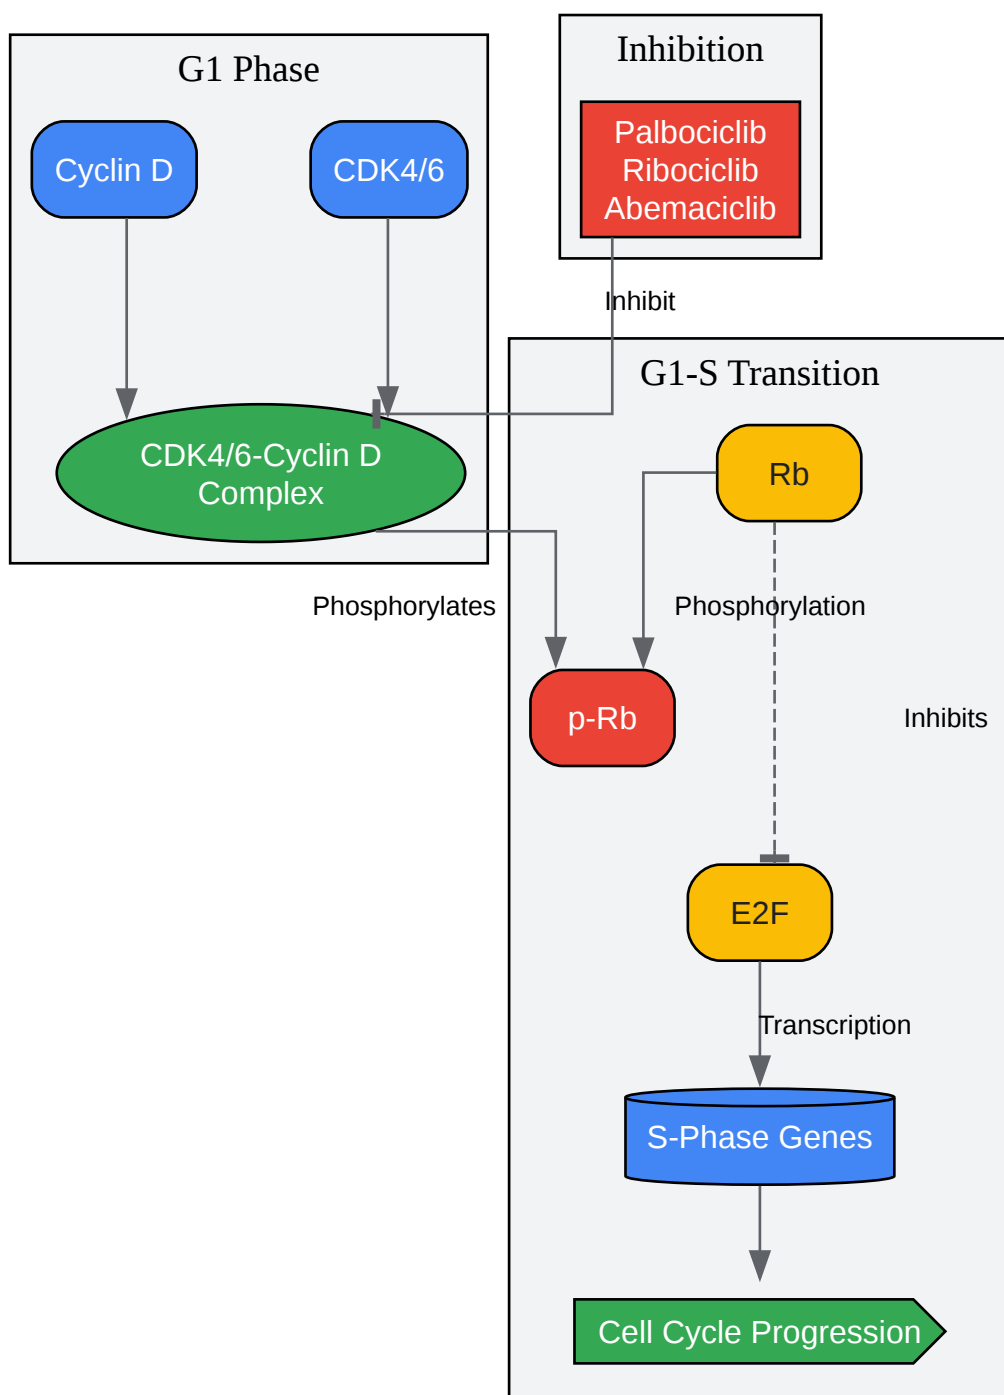 G1 Phase
Cyclin D
CDK4/6
CDK4/6-Cyclin D
Complex
Inhibition
Palbociclib
Ribociclib
Abemaciclib
Inhibit
G1-S Transition
Rb
Phosphorylates
Phosphorylation
p-Rb
Inhibits
E2F
Transcription
S-Phase Genes
Cell Cycle Progression